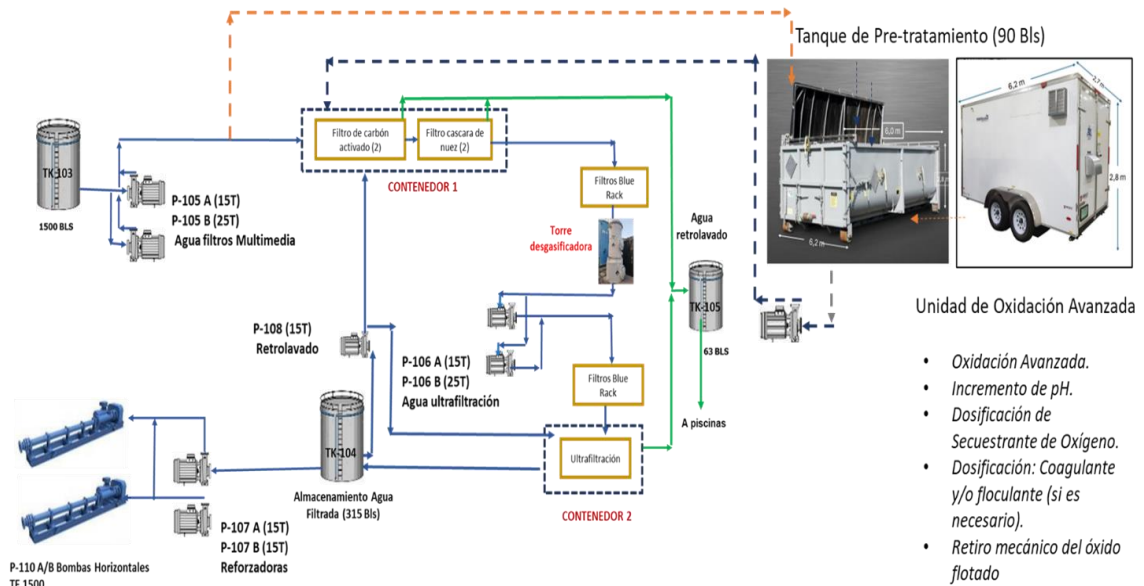 Tanque de Pre-tratamiento (90 Bls)
6,2 m
2,7 m
6,0 m
2,8 m
6,2 m
TK-103
1500 BLS
P-105 A (15T)
P-105 B (25T)
Agua filtros Multimedia
Filtro de carbón
activado (2)
Filtro cascara de
nuez (2)
CONTENEDOR 1
Filtros Blue
Rack
Torre
desgasificadora
Agua
retrolavado
TK-105
63 BLS
A piscinas
P-108 (15T)
Retrolavado
P-106 A (15T)
P-106 B (25T)
Agua ultrafiltración
Filtros Blue
Rack
Ultrafiltración
CONTENEDOR 2
TK-104
Almacenamiento Agua
Filtrada (315 Bls)
P-107 A (15T)
P-107 B (15T)
Reforzadoras
P-110 A/B Bombas Horizontales
TE 1500
Unidad de Oxidación Avanzada
• Oxidación Avanzada.
• Incremento de pH.
• Dosificación de
Secuestrante de Oxígeno.
• Dosificación: Coagulante
y/o floculante (si es
necesario).
• Retiro mecánico del óxido
flotado